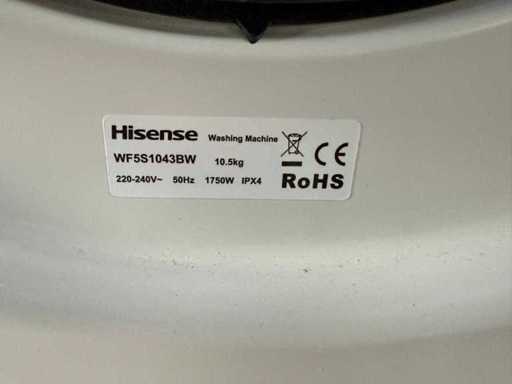 Hisense Washing Machine
WF5S1043BW 10.5kg
220-240V~ 50Hz 1750W IPX4
CE
RoHS